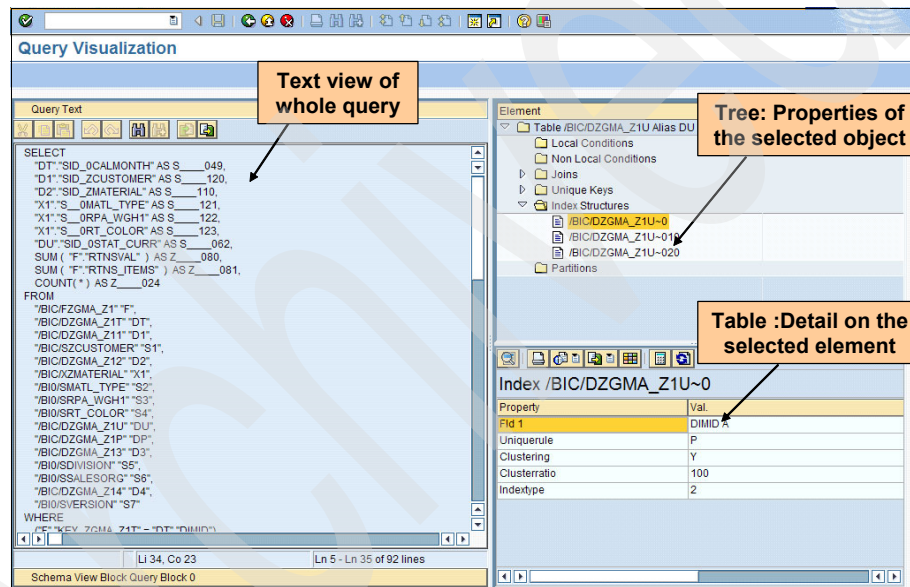 Query Visualization
Text view of
whole query
Query Text
SELECT
"DT"."SID_0CALMONTH" AS S____049,
"D1"."SID_ZCUSTOMER" AS S____120,
"D2"."SID_ZMATERIAL" AS S____110,
"X1"."S__0MATL_TYPE" AS S____121,
"X1"."S__0RPA_WGH1" AS S____122,
"X1"."S__0RT_COLOR" AS S____123,
"DU"."SID_0STAT_CURR" AS S____062,
SUM ( "F"."RTNSVAL" ) AS Z____080,
SUM ( "F"."RTNS_ITEMS" ) AS Z____081,
COUNT( * ) AS Z____024
FROM
"/BIC/FZGMA_Z1" "F",
"/BIC/DZGMA_Z1T" "DT",
"/BIC/DZGMA_Z11" "D1",
"/BIC/SZCUSTOMER" "S1",
"/BIC/DZGMA_Z12" "D2",
"/BIC/XZMATERIAL" "X1",
"/BI0/SMATL_TYPE" "S2",
"/BI0/SRPA_WGH1" "S3",
"/BI0/SRT_COLOR" "S4",
"/BIC/DZGMA_Z1U" "DU",
"/BIC/DZGMA_Z1P" "DP",
"/BIC/DZGMA_Z13" "D3",
"/BI0/SDIVISION" "S5",
"/BI0/SSALESORG" "S6",
"/BIC/DZGMA_Z14" "D4",
"/BI0/SVERSION" "S7"
WHERE
("F"."KEY_ZGMA_Z1T" = "DT"."DIMID")
Li 34, Co 23
Ln 5 - Ln 35 of 92 lines
Schema View Block Query Block 0
Element
Tree: Properties of
the selected object
Table /BIC/DZGMA_Z1U Alias DU
Local Conditions
Non Local Conditions
Joins
Unique Keys
Index Structures
/BIC/DZGMA_Z1U~0
/BIC/DZGMA_Z1U~010
/BIC/DZGMA_Z1U~020
Partitions
Table :Detail on the
selected element
Index /BIC/DZGMA_Z1U~0
Property Val.
Fld 1 DIMID A
Uniquerule P
Clustering Y
Clusterratio 100
Indextype 2